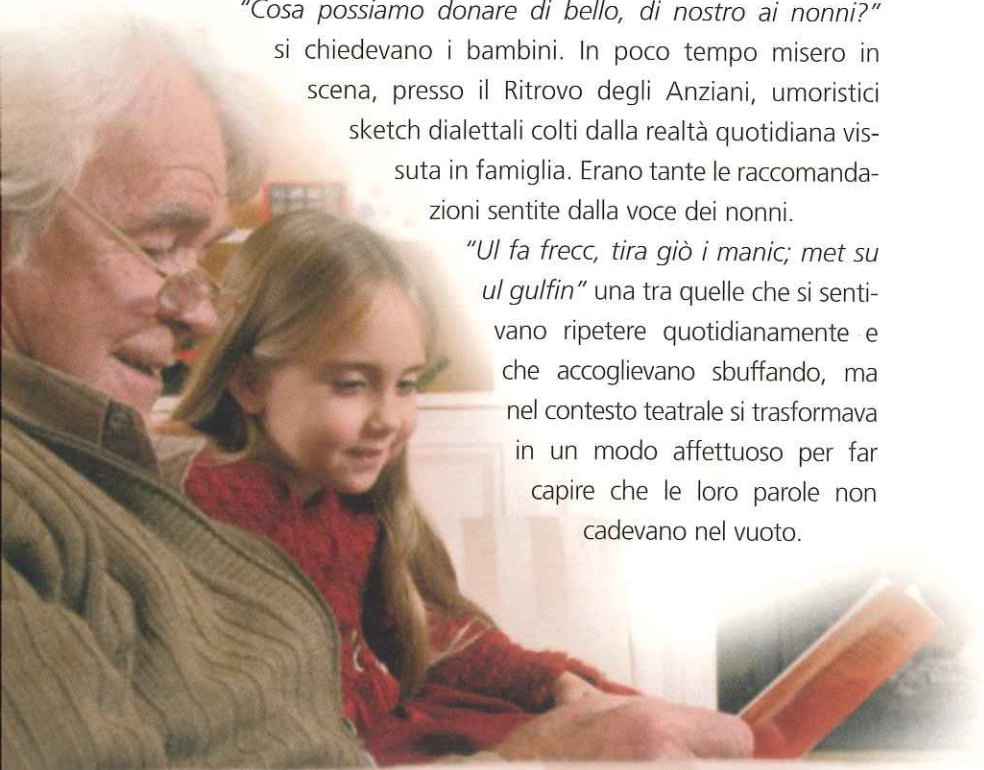 "Cosa possiamo donare di bello, di nostro ai nonni?"
si chiedevano i bambini. In poco tempo misero in
scena, presso il Ritrovo degli Anziani, umoristici
sketch dialettali colti dalla realtà quotidiana vis-
suta in famiglia. Erano tante le raccomanda-
zioni sentite dalla voce dei nonni.
"Ul fa frecc, tira giò i manic; met su
ul gulfin" una tra quelle che si senti-
vano ripetere quotidianamente e
che accoglievano sbuffando, ma
nel contesto teatrale si trasformava
in un modo affettuoso per far
capire che le loro parole non
cadevano nel vuoto.